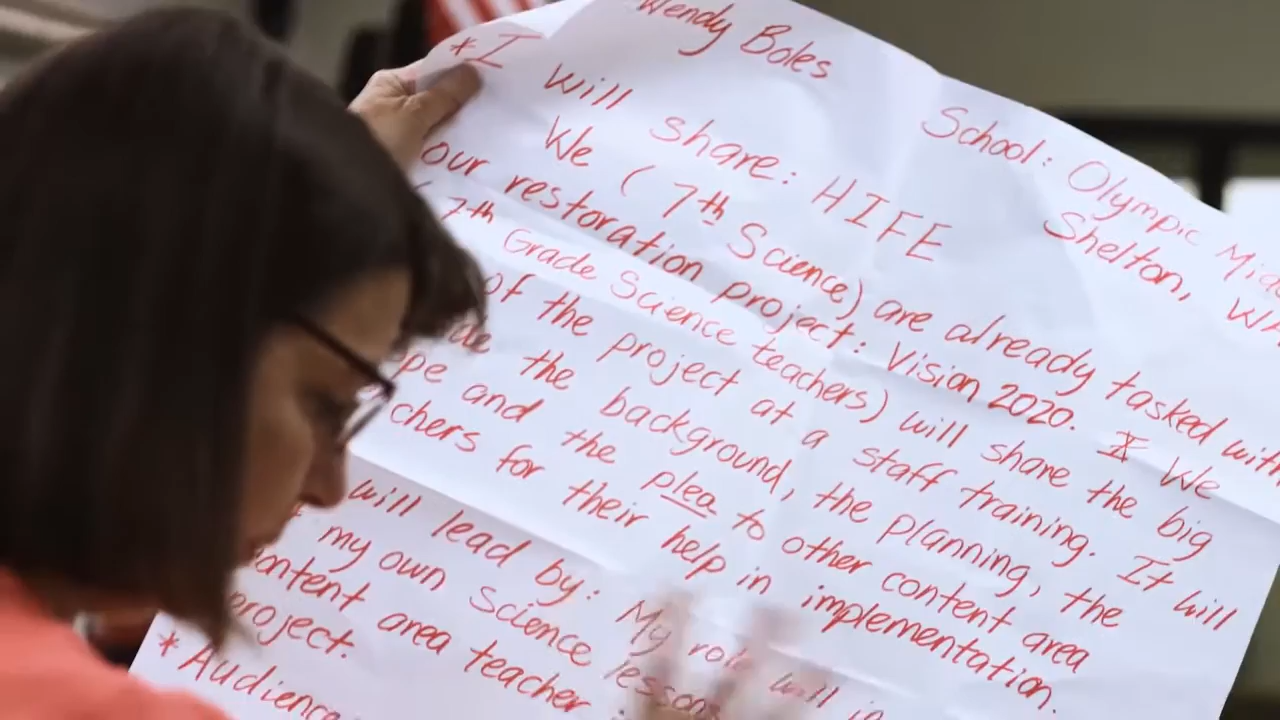 Wendy Boles
School: Olympic
Shelton, WA
*I will share: HIFE
We (7th Science) are already tasked with
our restoration project: Vision 2020. We
(7th Grade Science teachers) will share the big
of the project at a staff training. It will
the background, the planning, the
and the plea to other content area
for their help in implementation.
will lead by: My role will
my own science lessons
area teacher
project.
*Audience